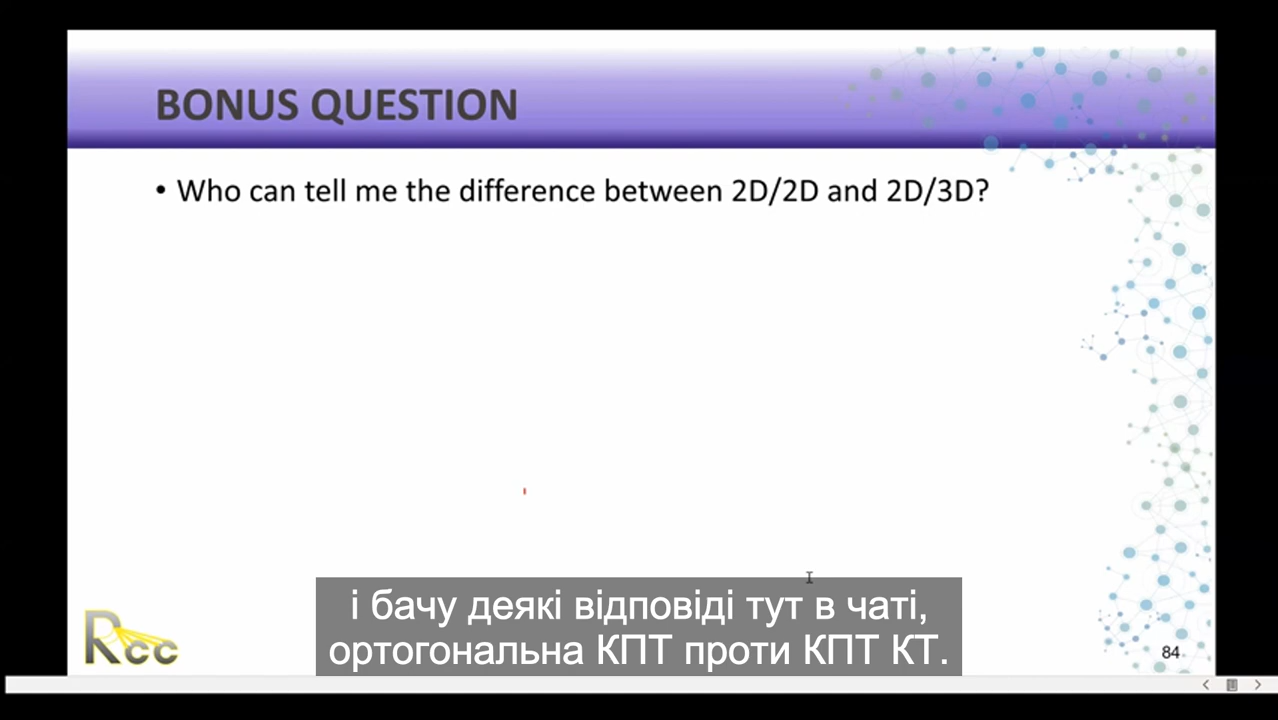 BONUS QUESTION
• Who can tell me the difference between 2D/2D and 2D/3D?
і бачу деякі відповіді тут в чаті,
ортогональна КПТ проти КПТ КТ.
Rcc
84